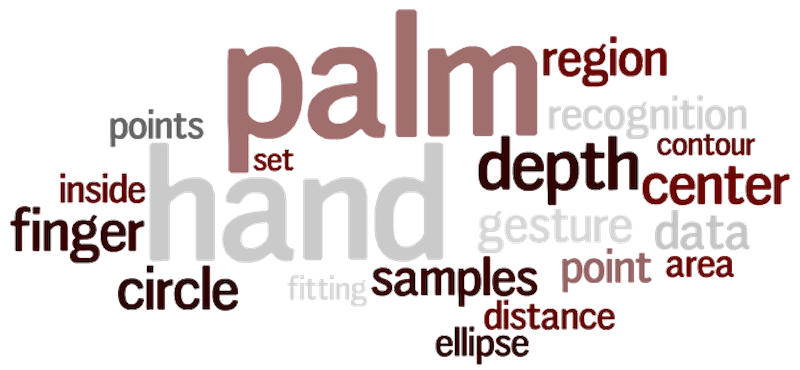 palm
region
recognition
points
contour
set
depth
hand
center
inside
finger
gesture
data
point
area
circle
fitting
samples
distance
ellipse